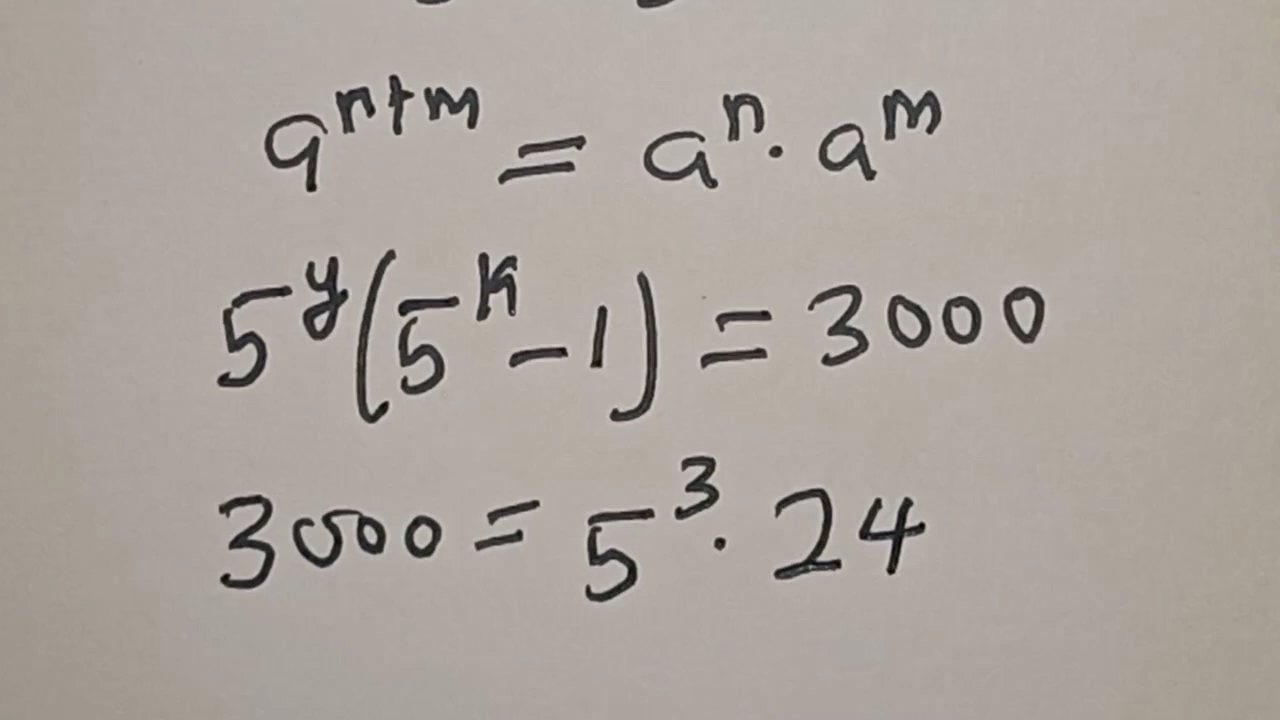 a^{n+m} = a^n · a^m
5^y(5^k - 1) = 3000
3000 = 5^3 · 24